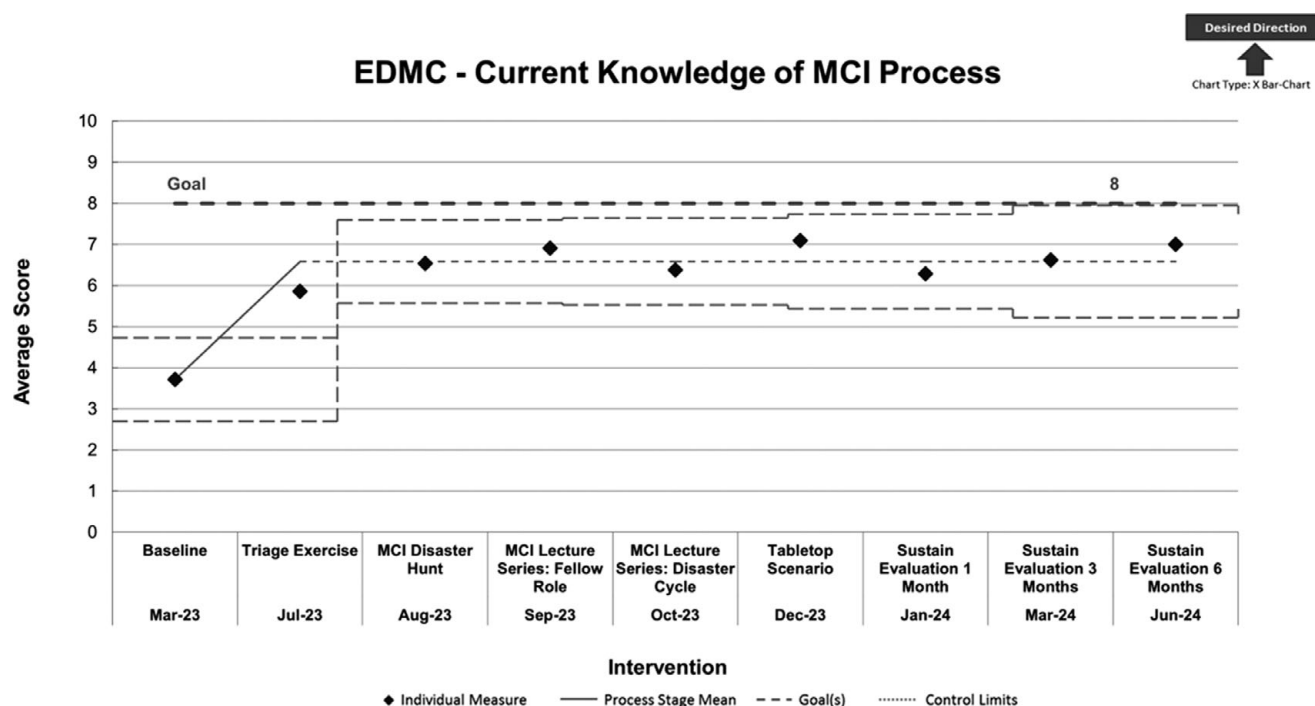 Desired Direction
Chart Type: X Bar-Chart
EDMC - Current Knowledge of MCI Process
Average Score
10
9
8
7
6
5
4
3
2
1
0
Goal
8
Baseline
Mar-23
Triage Exercise
Jul-23
MCI Disaster
Hunt
Aug-23
MCI Lecture
Series: Fellow
Role
Sep-23
MCI Lecture
Series: Disaster
Cycle
Oct-23
Tabletop
Scenario
Dec-23
Sustain
Evaluation 1
Month
Jan-24
Sustain
Evaluation 3
Months
Mar-24
Sustain
Evaluation 6
Months
Jun-24
Intervention
Individual Measure
Process Stage Mean
Goal(s)
Control Limits